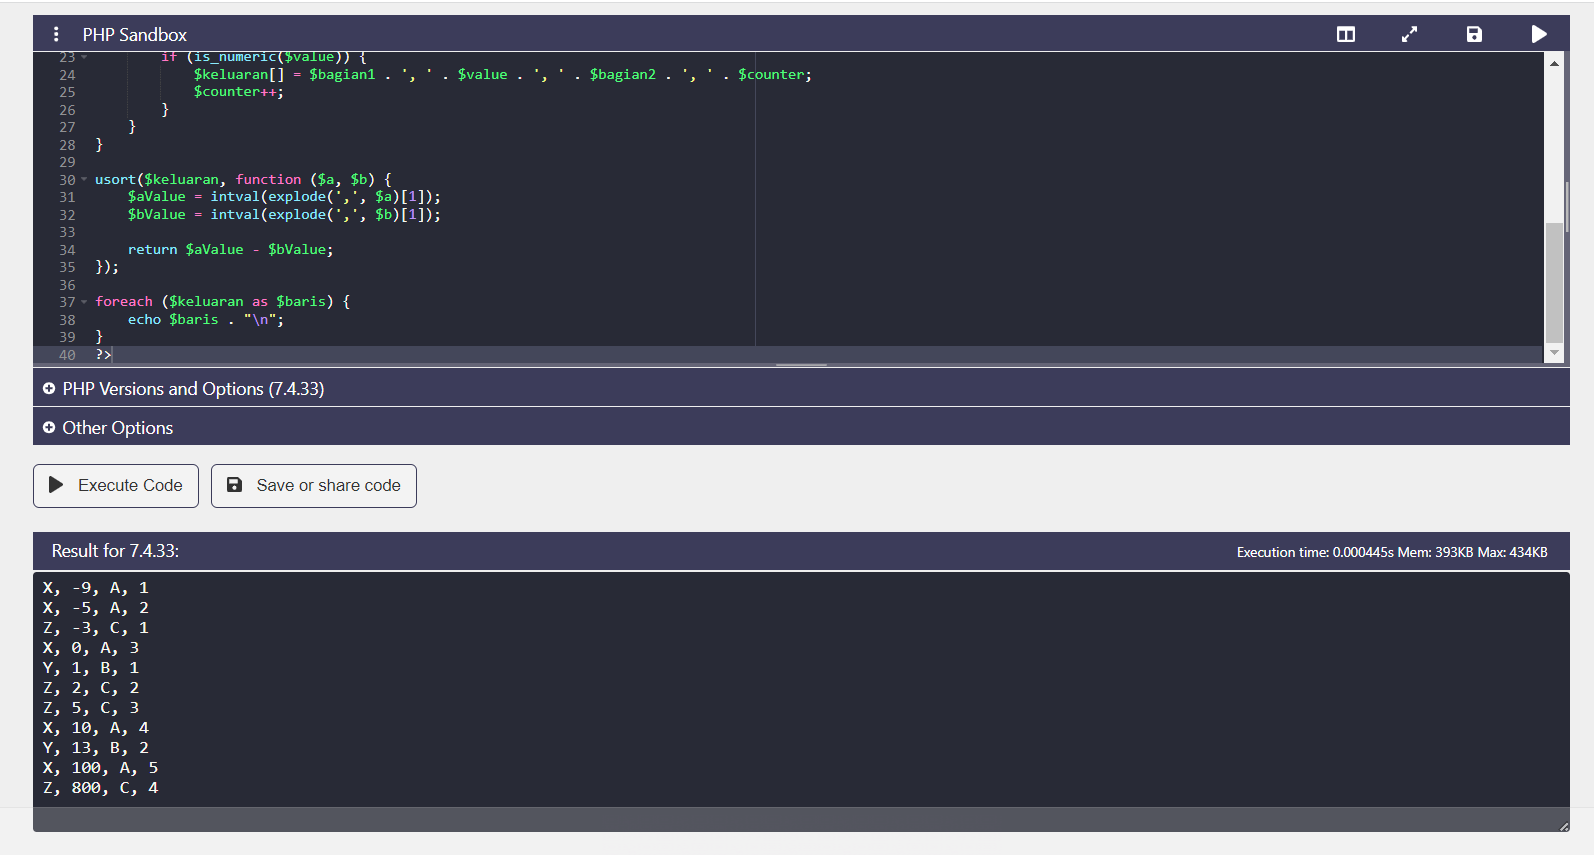 PHP Sandbox
23 if (is_numeric($value)) {
24 $keluaran[] = $bagian1 . ', ' . $value . ', ' . $bagian2 . ', ' . $counter;
25 $counter++;
26 }
27 }
28 }
29
30 usort($keluaran, function ($a, $b) {
31 $aValue = intval(explode(',', $a)[1]);
32 $bValue = intval(explode(',', $b)[1]);
33
34 return $aValue - $bValue;
35 });
36
37 foreach ($keluaran as $baris) {
38 echo $baris . "\n";
39 }
40 ?>
PHP Versions and Options (7.4.33)
Other Options
Execute Code Save or share code
Result for 7.4.33: Execution time: 0.000445s Mem: 393KB Max: 434KB
X, -9, A, 1
X, -5, A, 2
Z, -3, C, 1
X, 0, A, 3
Y, 1, B, 1
Z, 2, C, 2
Z, 5, C, 3
X, 10, A, 4
Y, 13, B, 2
X, 100, A, 5
Z, 800, C, 4